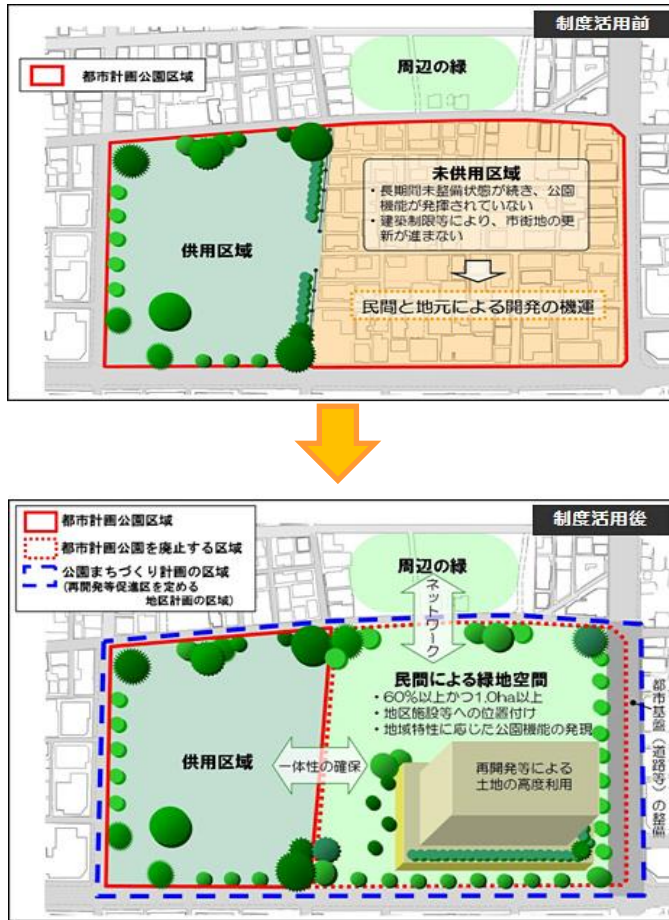 制度活用前
都市計画公園区域
周辺の緑
未供用区域
・長期間未整備状態が続き、公園
機能が発揮されていない
・建築制限等により、市街地の更
新が進まない
供用区域
民間と地元による開発の機運
制度活用後
都市計画公園区域
都市計画公園を廃止する区域
公園まちづくり計画の区域
(再開発等促進区を定める
地区計画の区域)
周辺の緑
ネットワーク
民間による緑地空間
・60%以上かつ1.0ha以上
・地区施設等への位置付け
・地域特性に応じた公園機能の発現
供用区域
一体性の確保
再開発等による
土地の高度利用
都市基盤（道路等）の整備